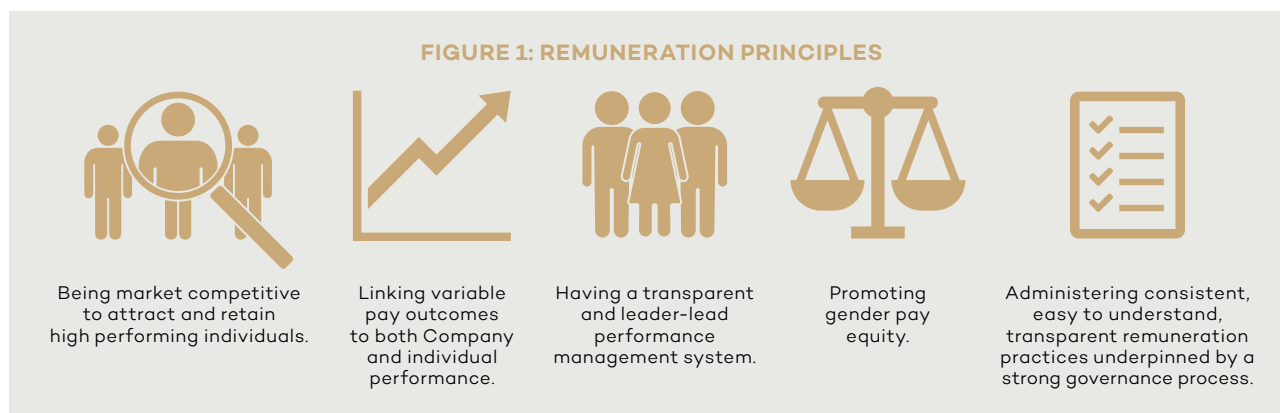 FIGURE 1: REMUNERATION PRINCIPLES
Being market competitive
to attract and retain
high performing individuals.
Linking variable
pay outcomes
to both Company
and individual
performance.
Having a transparent
and leader-lead
performance
management system.
Promoting
gender pay
equity.
Administering consistent,
easy to understand,
transparent remuneration
practices underpinned by a
strong governance process.